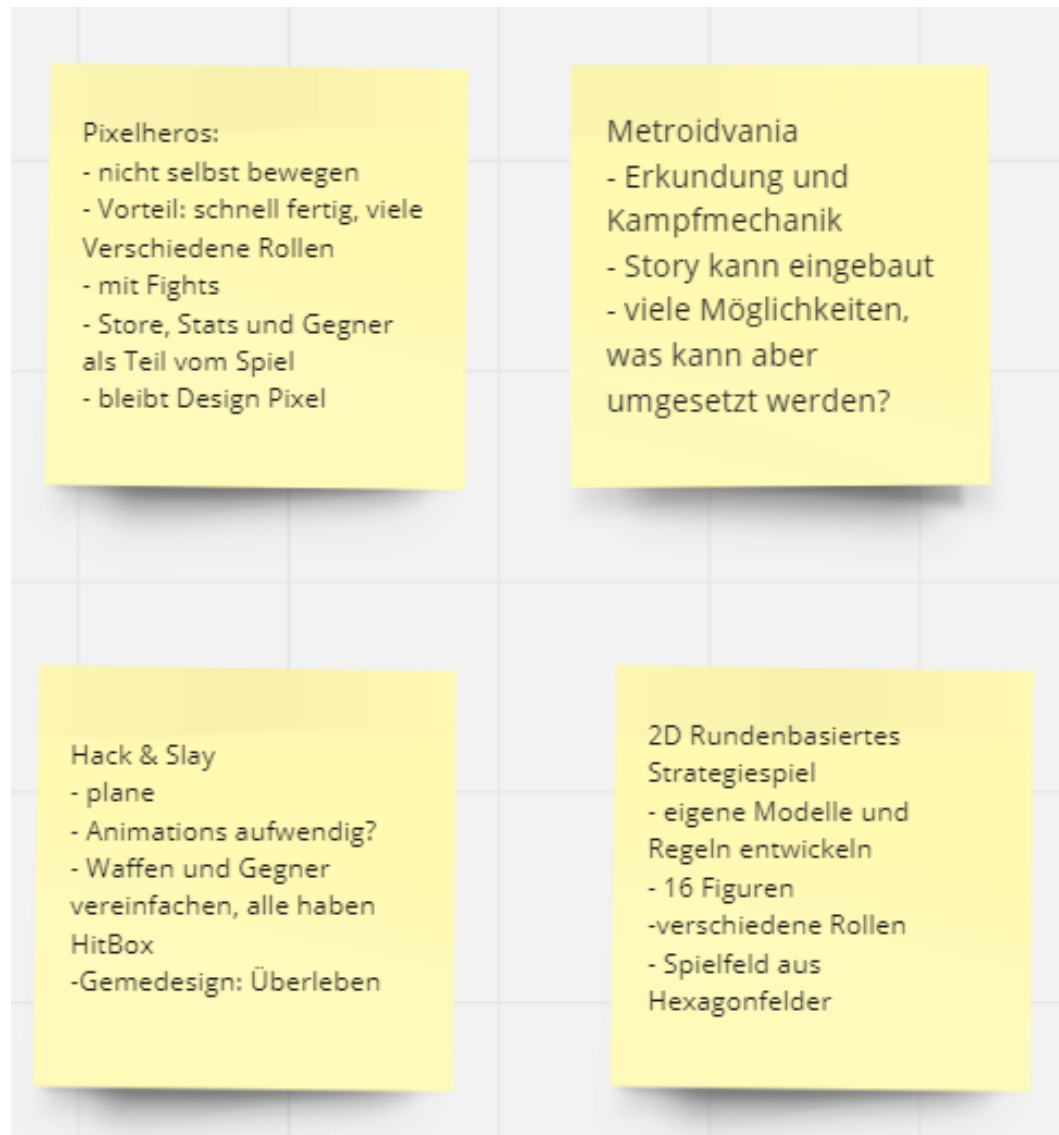 Pixelheros:
- nicht selbst bewegen
- Vorteil: schnell fertig, viele
Verschiedene Rollen
- mit Fights
- Store, Stats und Gegner
als Teil vom Spiel
- bleibt Design Pixel
Metroidvania
- Erkundung und
Kampfmechanik
- Story kann eingebaut
- viele Möglichkeiten,
was kann aber
umgesetzt werden?
Hack & Slay
- plane
- Animations aufwendig?
- Waffen und Gegner
vereinfachen, alle haben
HitBox
-Gemedesign: Überleben
2D Rundenbasiertes
Strategiespiel
- eigene Modelle und
Regeln entwickeln
- 16 Figuren
-verschiedene Rollen
- Spielfeld aus
Hexagonfelder